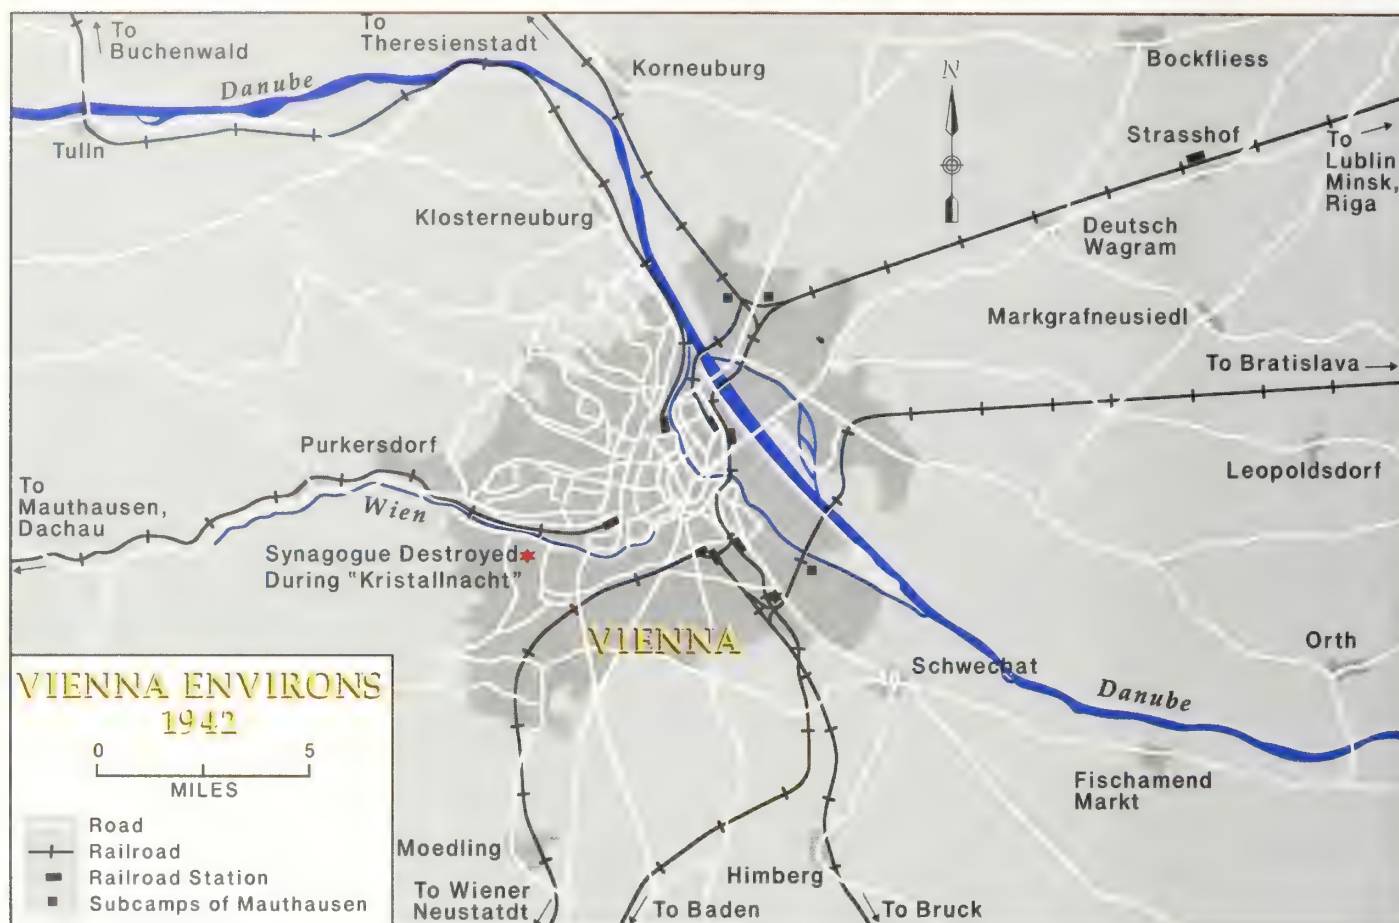 To
Buchenwald
To
Theresienstadt
Korneuburg
Bockfliess
N
Danube
Strasshof
To
Lublin
Minsk,
Riga
Tulln
Klosterneuburg
Deutsch
Wagram
Markgrafneusiedl
To Bratislava
Purkersdorf
Leopoldsdorf
To
Mauthausen,
Dachau
Wien
Synagogue Destroyed
During "Kristallnacht"
VIENNA
Schwechat
Orth
Danube
Fischamend
Markt
VIENNA ENVIRONS
1942
0 5
MILES
Road
Railroad
Railroad Station
Subcamps of Mauthausen
Moedling
Himberg
To Wiener
Neustatdt
To Baden
To Bruck